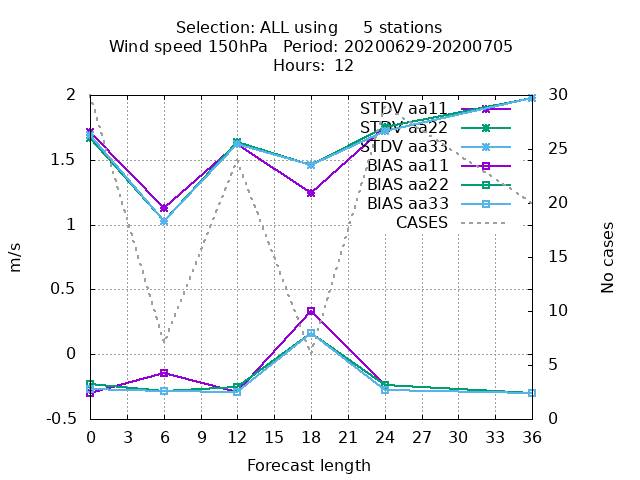 Selection: ALL using     5 stations
Wind speed 150hPa   Period: 20200629-20200705
Hours: 12
2
1.5
1
0.5
0
-0.5
30
25
20
15
10
5
0
m/s
No cases
STDV aa11
STDV aa22
STDV aa33
BIAS aa11
BIAS aa22
BIAS aa33
CASES
0 3 6 9 12 15 18 21 24 27 30 33 36
Forecast length